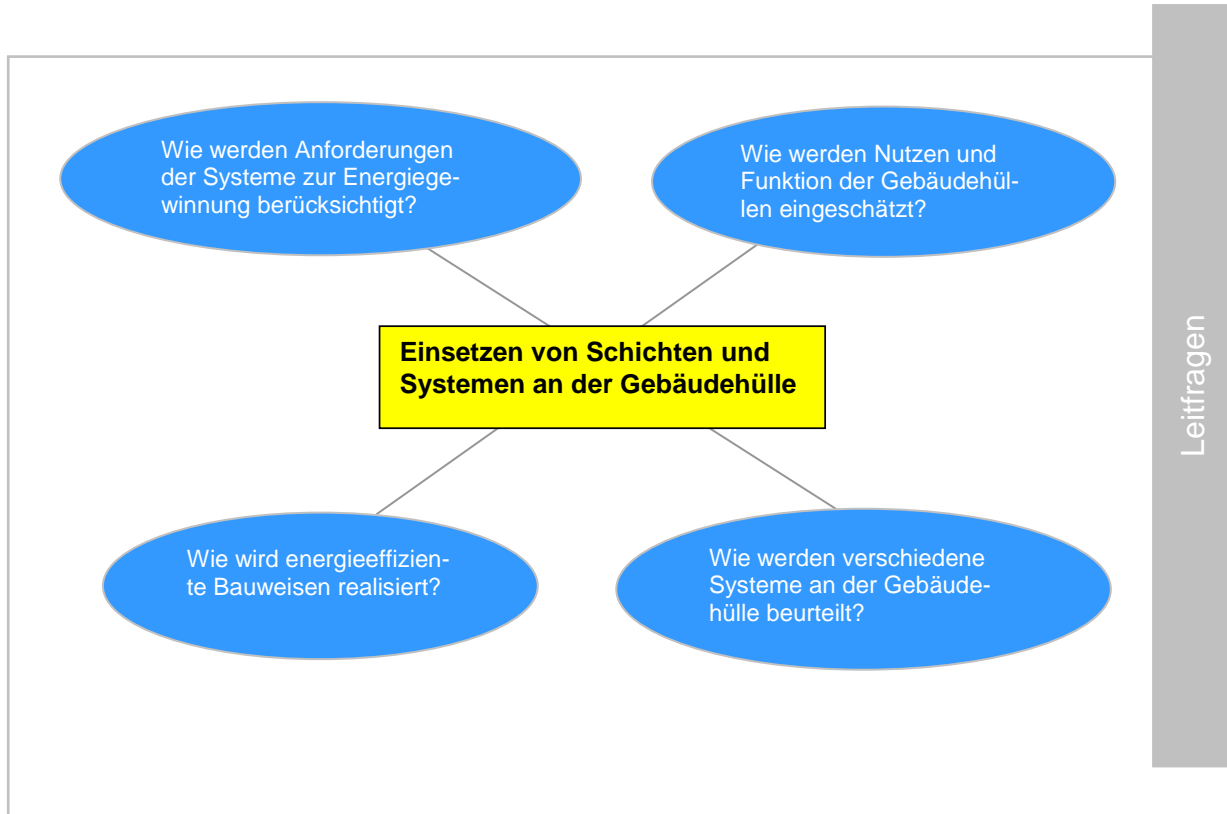 Wie werden Anforderungen
der Systeme zur Energiege-
winnung berücksichtigt?
Wie werden Nutzen und
Funktion der Gebäudehül-
len eingeschätzt?
Einsetzen von Schichten und
Systemen an der Gebäudehülle
Wie wird energieeffizien-
te Bauweisen realisiert?
Wie werden verschiedene
Systeme an der Gebäude-
hülle beurteilt?
Leitfragen